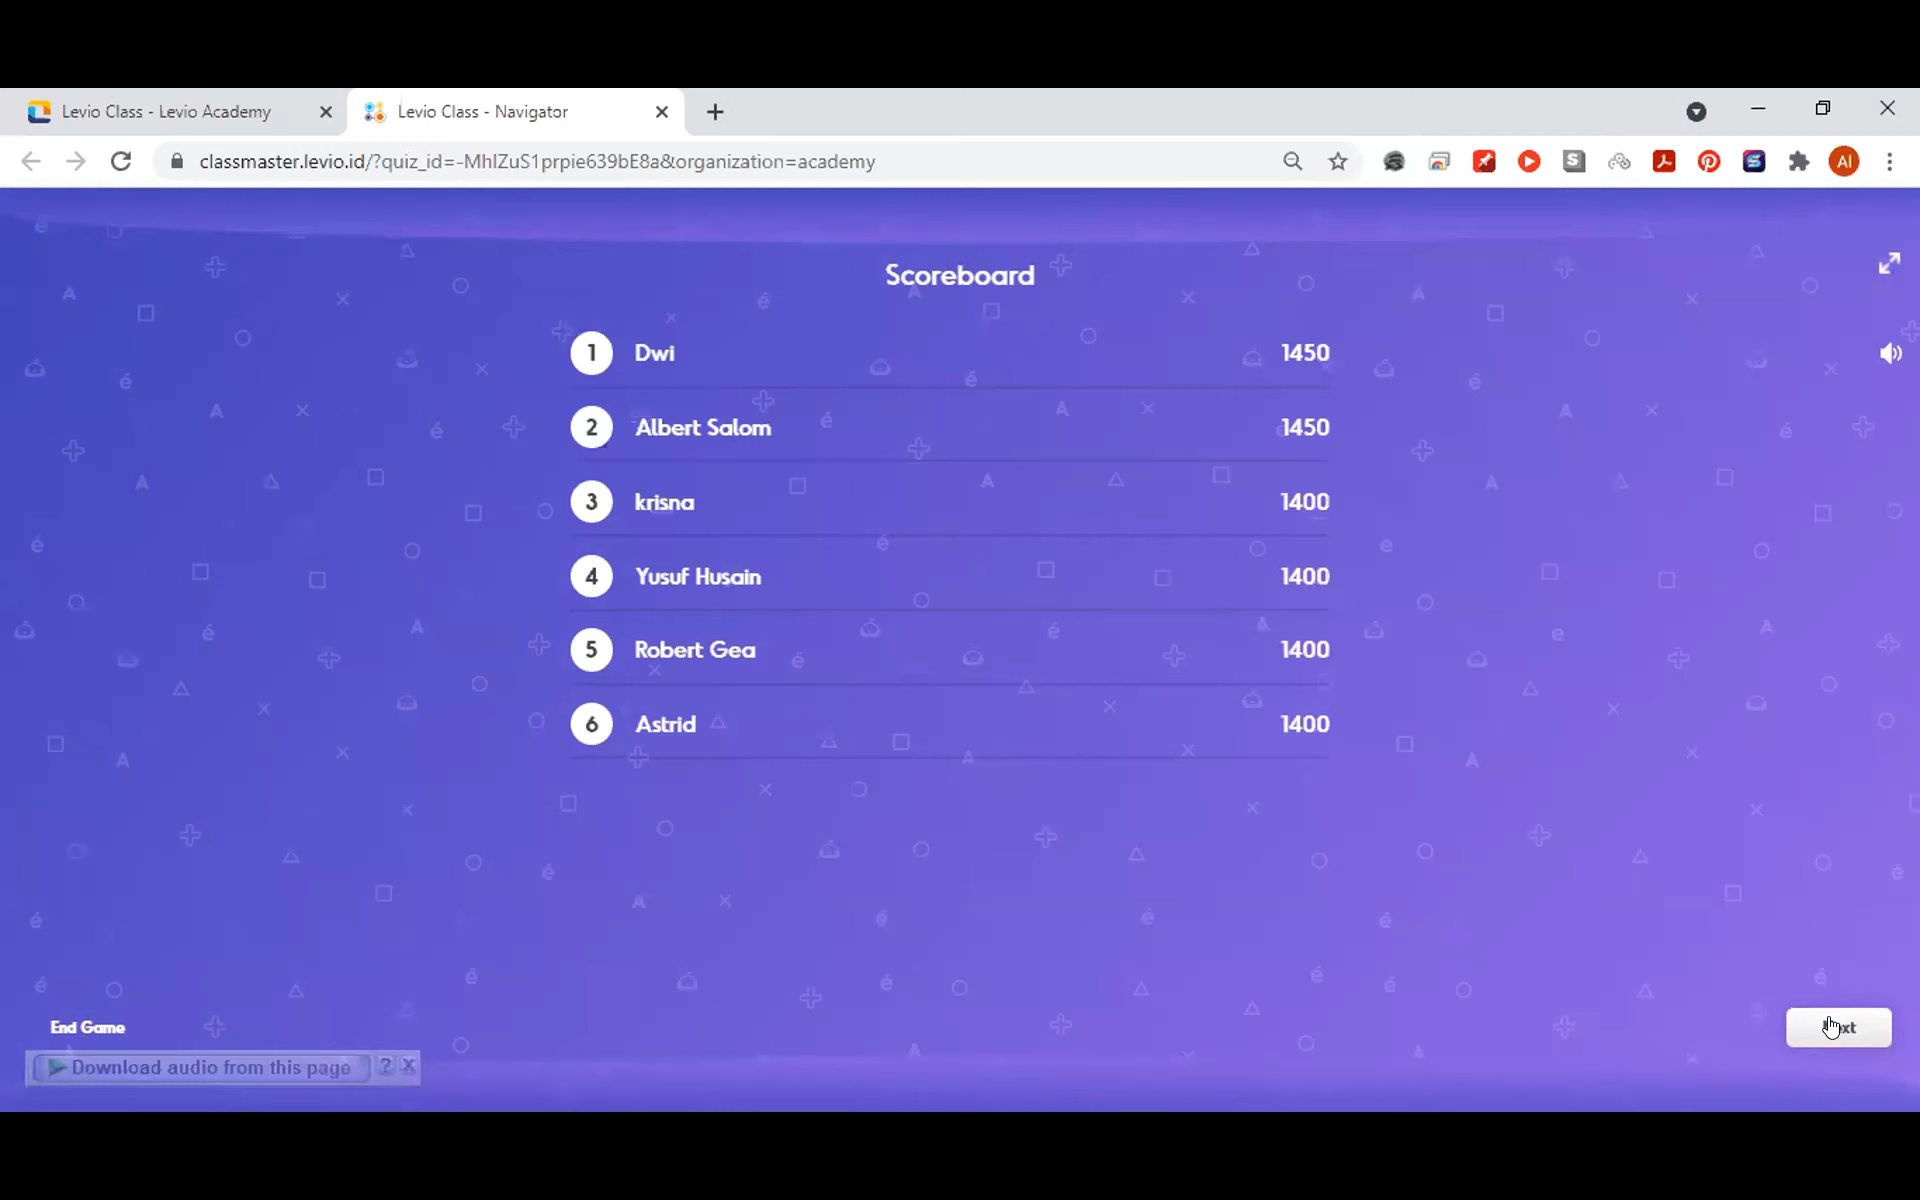 Levio Class - Levio Academy
Levio Class - Navigator
classmaster.levio.id/?quiz_id=-MhIZuS1prpie639bE8a&organization=academy
AI
Scoreboard
1 Dwi 1450
2 Albert Salom 1450
3 krisna 1400
4 Yusuf Husain 1400
5 Robert Gea 1400
6 Astrid 1400
End Game
Download audio from this page ? X